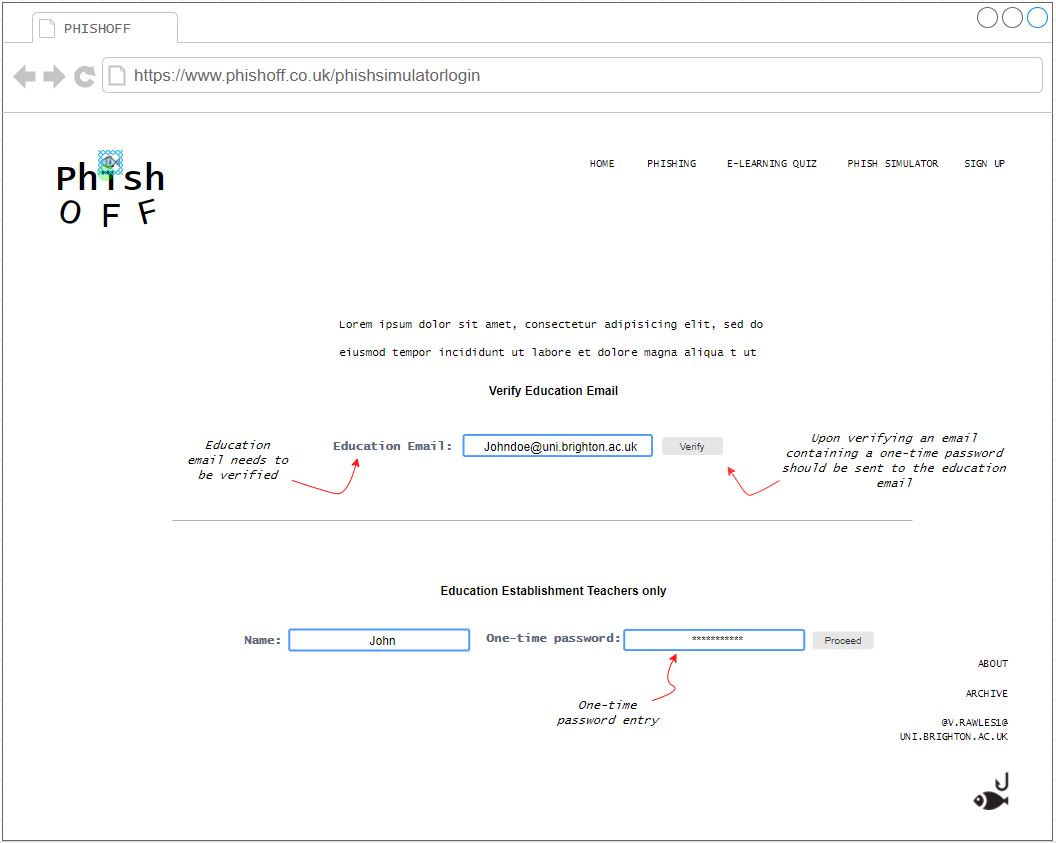 PHISHOFF
https://www.phishoff.co.uk/phishsimulatorlogin
Phish
OFF
HOME PHISHING E-LEARNING QUIZ PHISH SIMULATOR SIGN UP
Lorem ipsum dolor sit amet, consectetur adipisicing elit, sed do
eiusmod tempor incididunt ut labore et dolore magna aliqua t ut
Verify Education Email
Education
email needs to
be verified
Education Email: Johndoe@uni.brighton.ac.uk Verify
Upon verifying an email
containing a one-time password
should be sent to the education
email
Education Establishment Teachers only
Name: John One-time password: *********** Proceed
One-time
password entry
ABOUT
ARCHIVE
@V.RAWLES1@
UNI.BRIGHTON.AC.UK